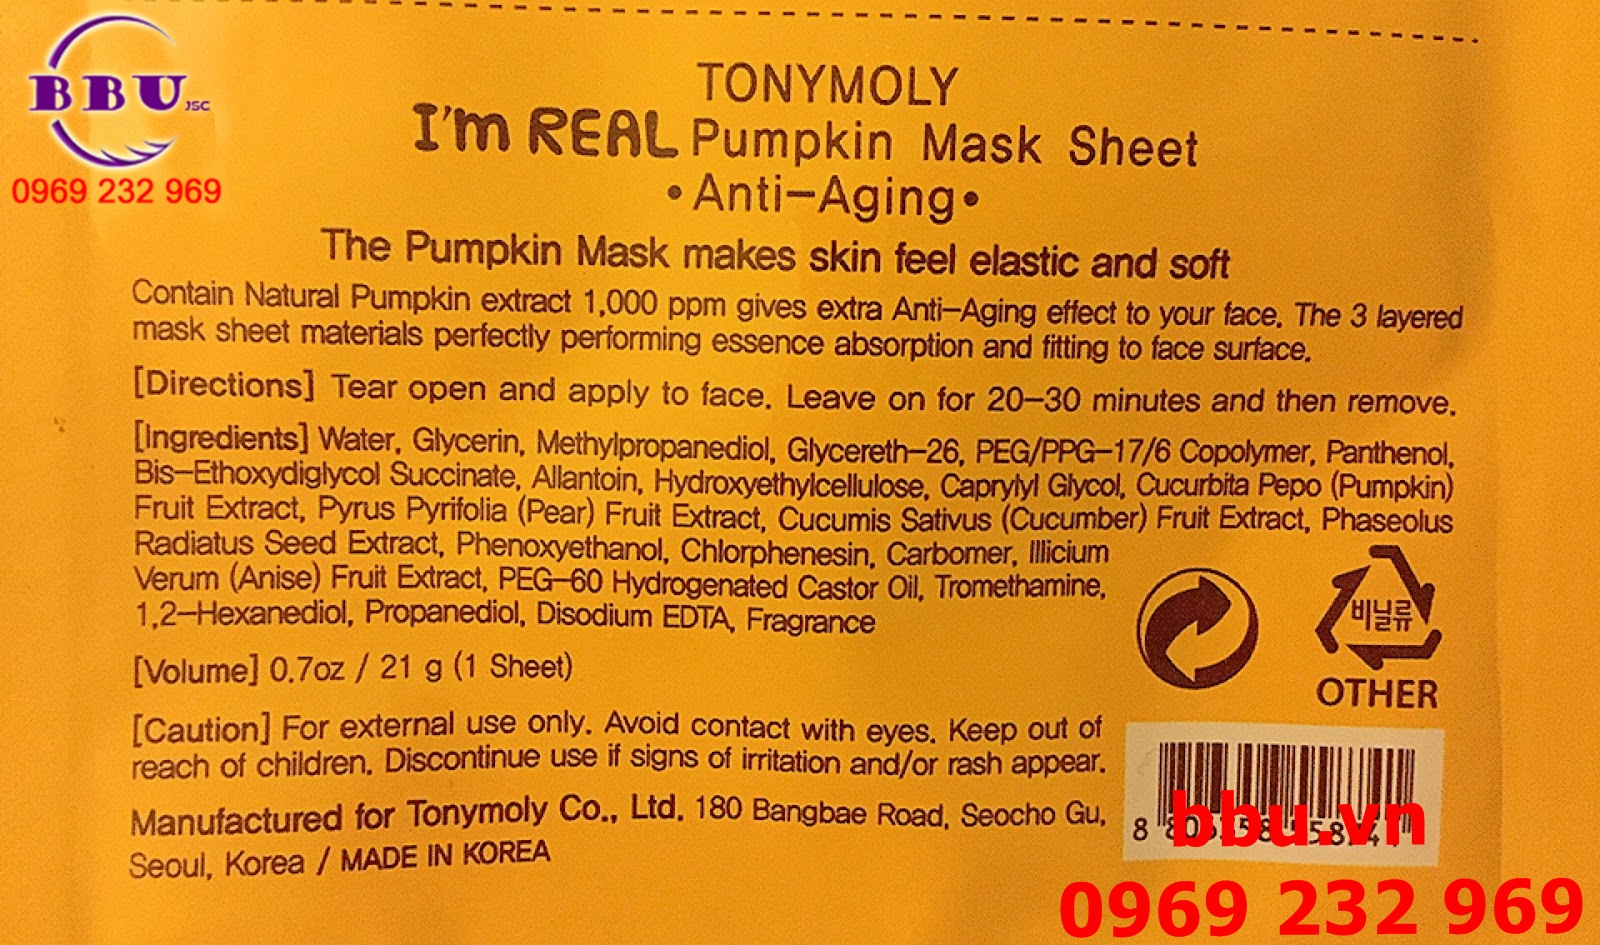 BBU JSC
0969 232 969
TONYMOLY
I'm REAL Pumpkin Mask Sheet
•Anti-Aging•
The Pumpkin Mask makes skin feel elastic and soft
Contain Natural Pumpkin extract 1,000 ppm gives extra Anti-Aging effect to your face. The 3 layered
mask sheet materials perfectly performing essence absorption and fitting to face surface.
[Directions] Tear open and apply to face. Leave on for 20-30 minutes and then remove.
[Ingredients] Water, Glycerin, Methylpropanediol, Glycereth-26, PEG/PPG-17/6 Copolymer, Panthenol,
Bis-Ethoxydiglycol Succinate, Allantoin, Hydroxyethylcellulose, Caprylyl Glycol, Cucurbita Pepo (Pumpkin)
Fruit Extract, Pyrus Pyrifolia (Pear) Fruit Extract, Cucumis Sativus (Cucumber) Fruit Extract, Phaseolus
Radiatus Seed Extract, Phenoxyethanol, Chlorphenesin, Carbomer, Illicium
Verum (Anise) Fruit Extract, PEG-60 Hydrogenated Castor Oil, Tromethamine,
1,2-Hexanediol, Propanediol, Disodium EDTA, Fragrance
비닐류
OTHER
[Volume] 0.7oz / 21 g (1 Sheet)
[Caution] For external use only. Avoid contact with eyes. Keep out of
reach of children. Discontinue use if signs of irritation and/or rash appear.
Manufactured for Tonymoly Co., Ltd. 180 Bangbae Road, Seocho Gu,
Seoul, Korea / MADE IN KOREA
8
bbu.vn
0969 232 969